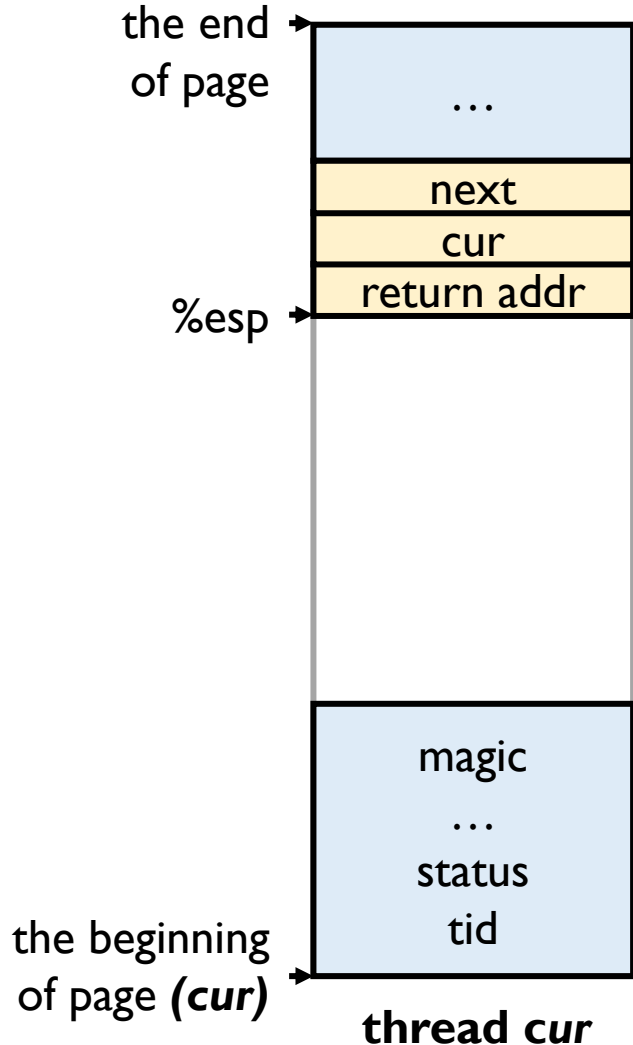 the end
of page
…
next
cur
return addr
%esp
magic
…
status
tid
the beginning
of page (cur)
thread cur